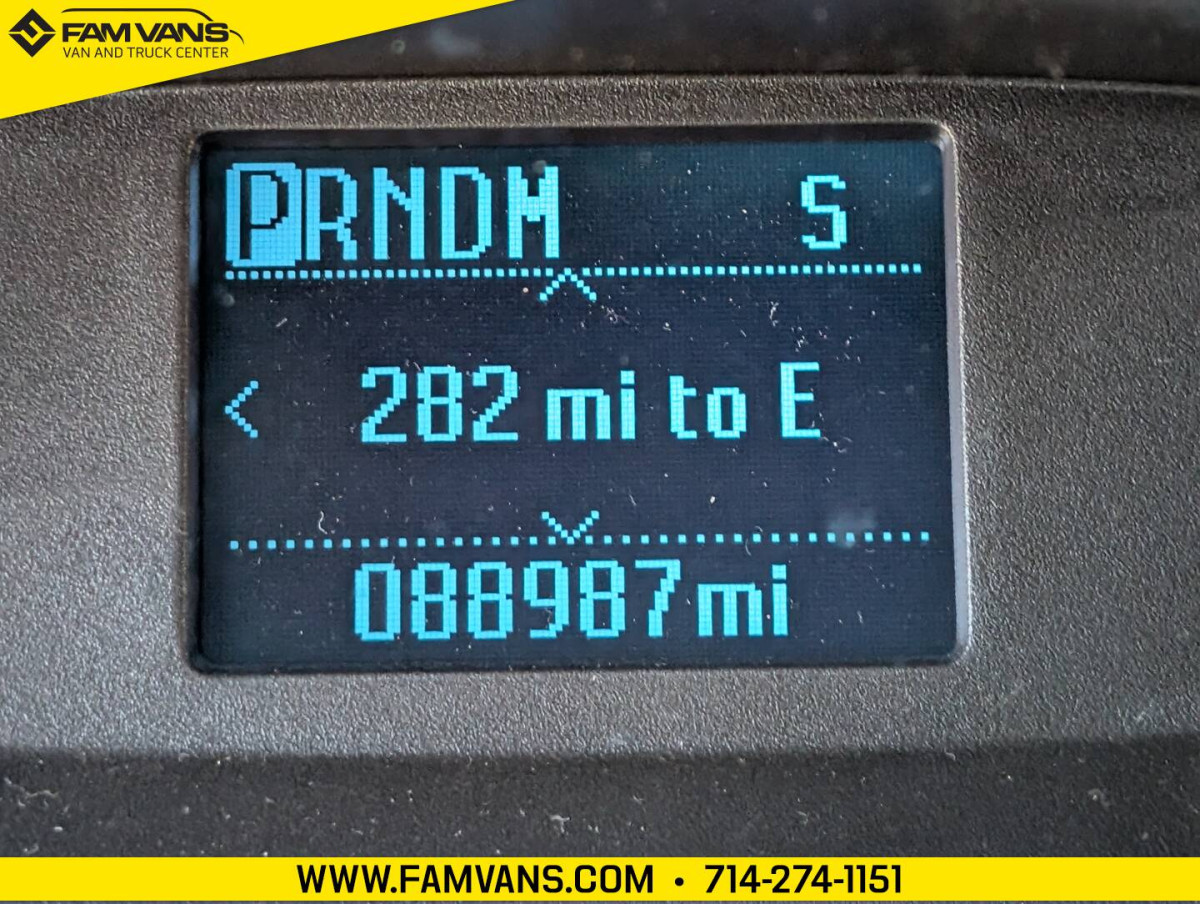 FAM VANS
VAN AND TRUCK CENTER
PRNDM S
282 mi to E
088987mi
WWW.FAMVANS.COM • 714-274-1151